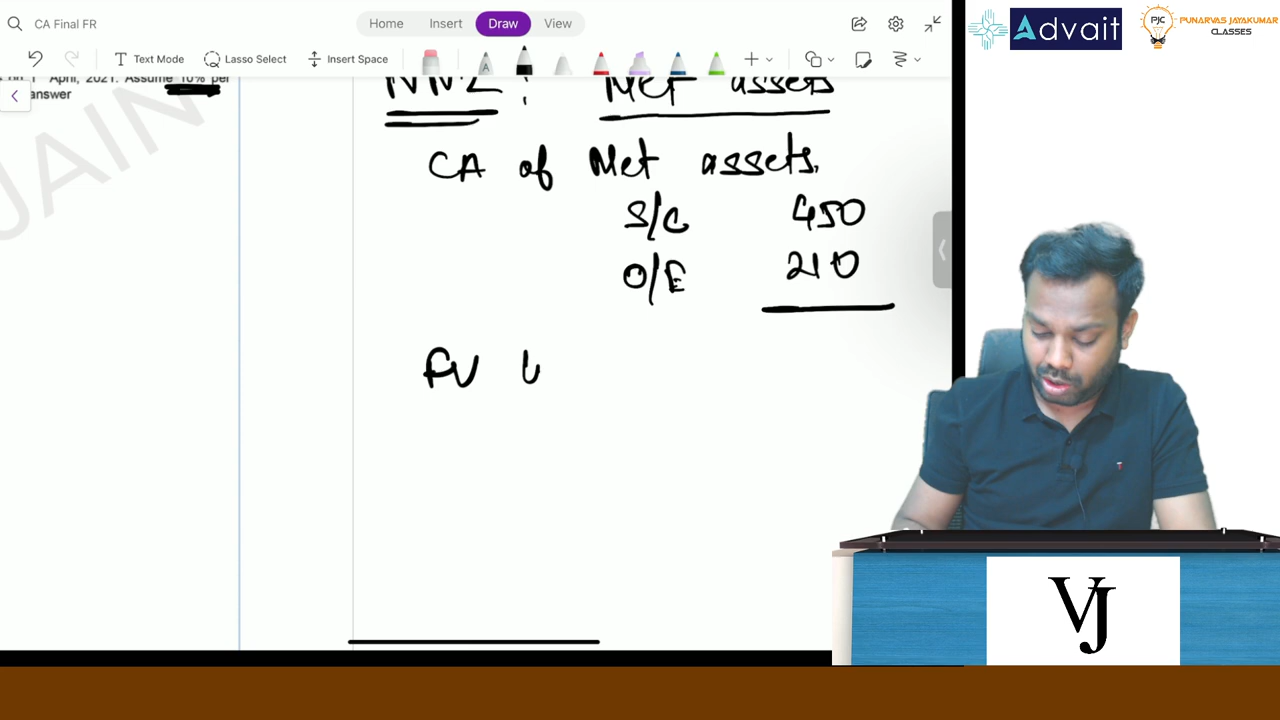 CA Final FR
Home Insert Draw View
Text Mode Lasso Select Insert Space
Advait
PJC PUNARVAS JAYAKUMAR CLASSES
April, 2021. Assume 10% per
answer
JAIN
Net assets
CA of Net assets.
S/C 450
O/E 210
FV
VJ